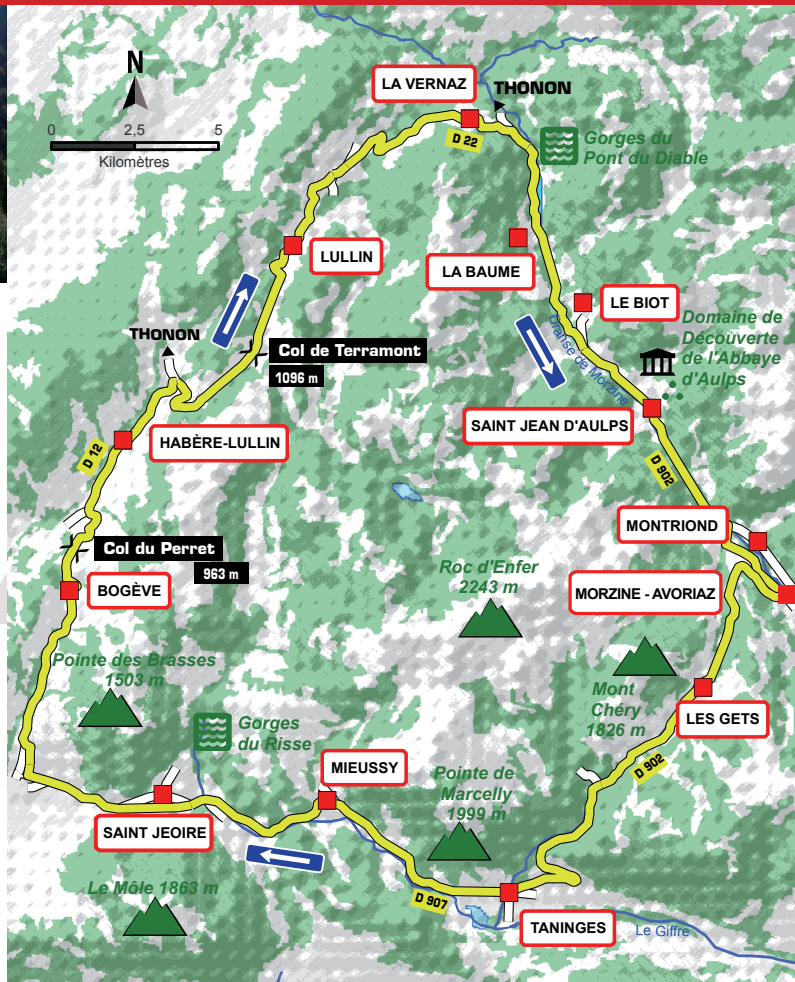 N
0 2,5 5
Kilomètres
LA VERNAZ
THONON
D 22
Gorges du
Pont du Diable
LULLIN
LA BAUME
LE BIOT
THONON
Col de Terramont
1096 m
Dranse de Morzine
Domaine de
Découverte
de l'Abbaye
d'Aulps
SAINT JEAN D'AULPS
HABÈRE-LULLIN
D 12
D 902
MONTRIOND
Col du Perret
963 m
Roc d'Enfer
2243 m
BOGÈVE
MORZINE - AVORIAZ
Pointe des Brasses
1503 m
Mont
Chéry
1826 m
LES GETS
Gorges
du Risse
MIEUSSY
D 902
Pointe de
Marcelly
1999 m
SAINT JEOIRE
Le Môle 1863 m
D 907
TANINGES
Le Giffre